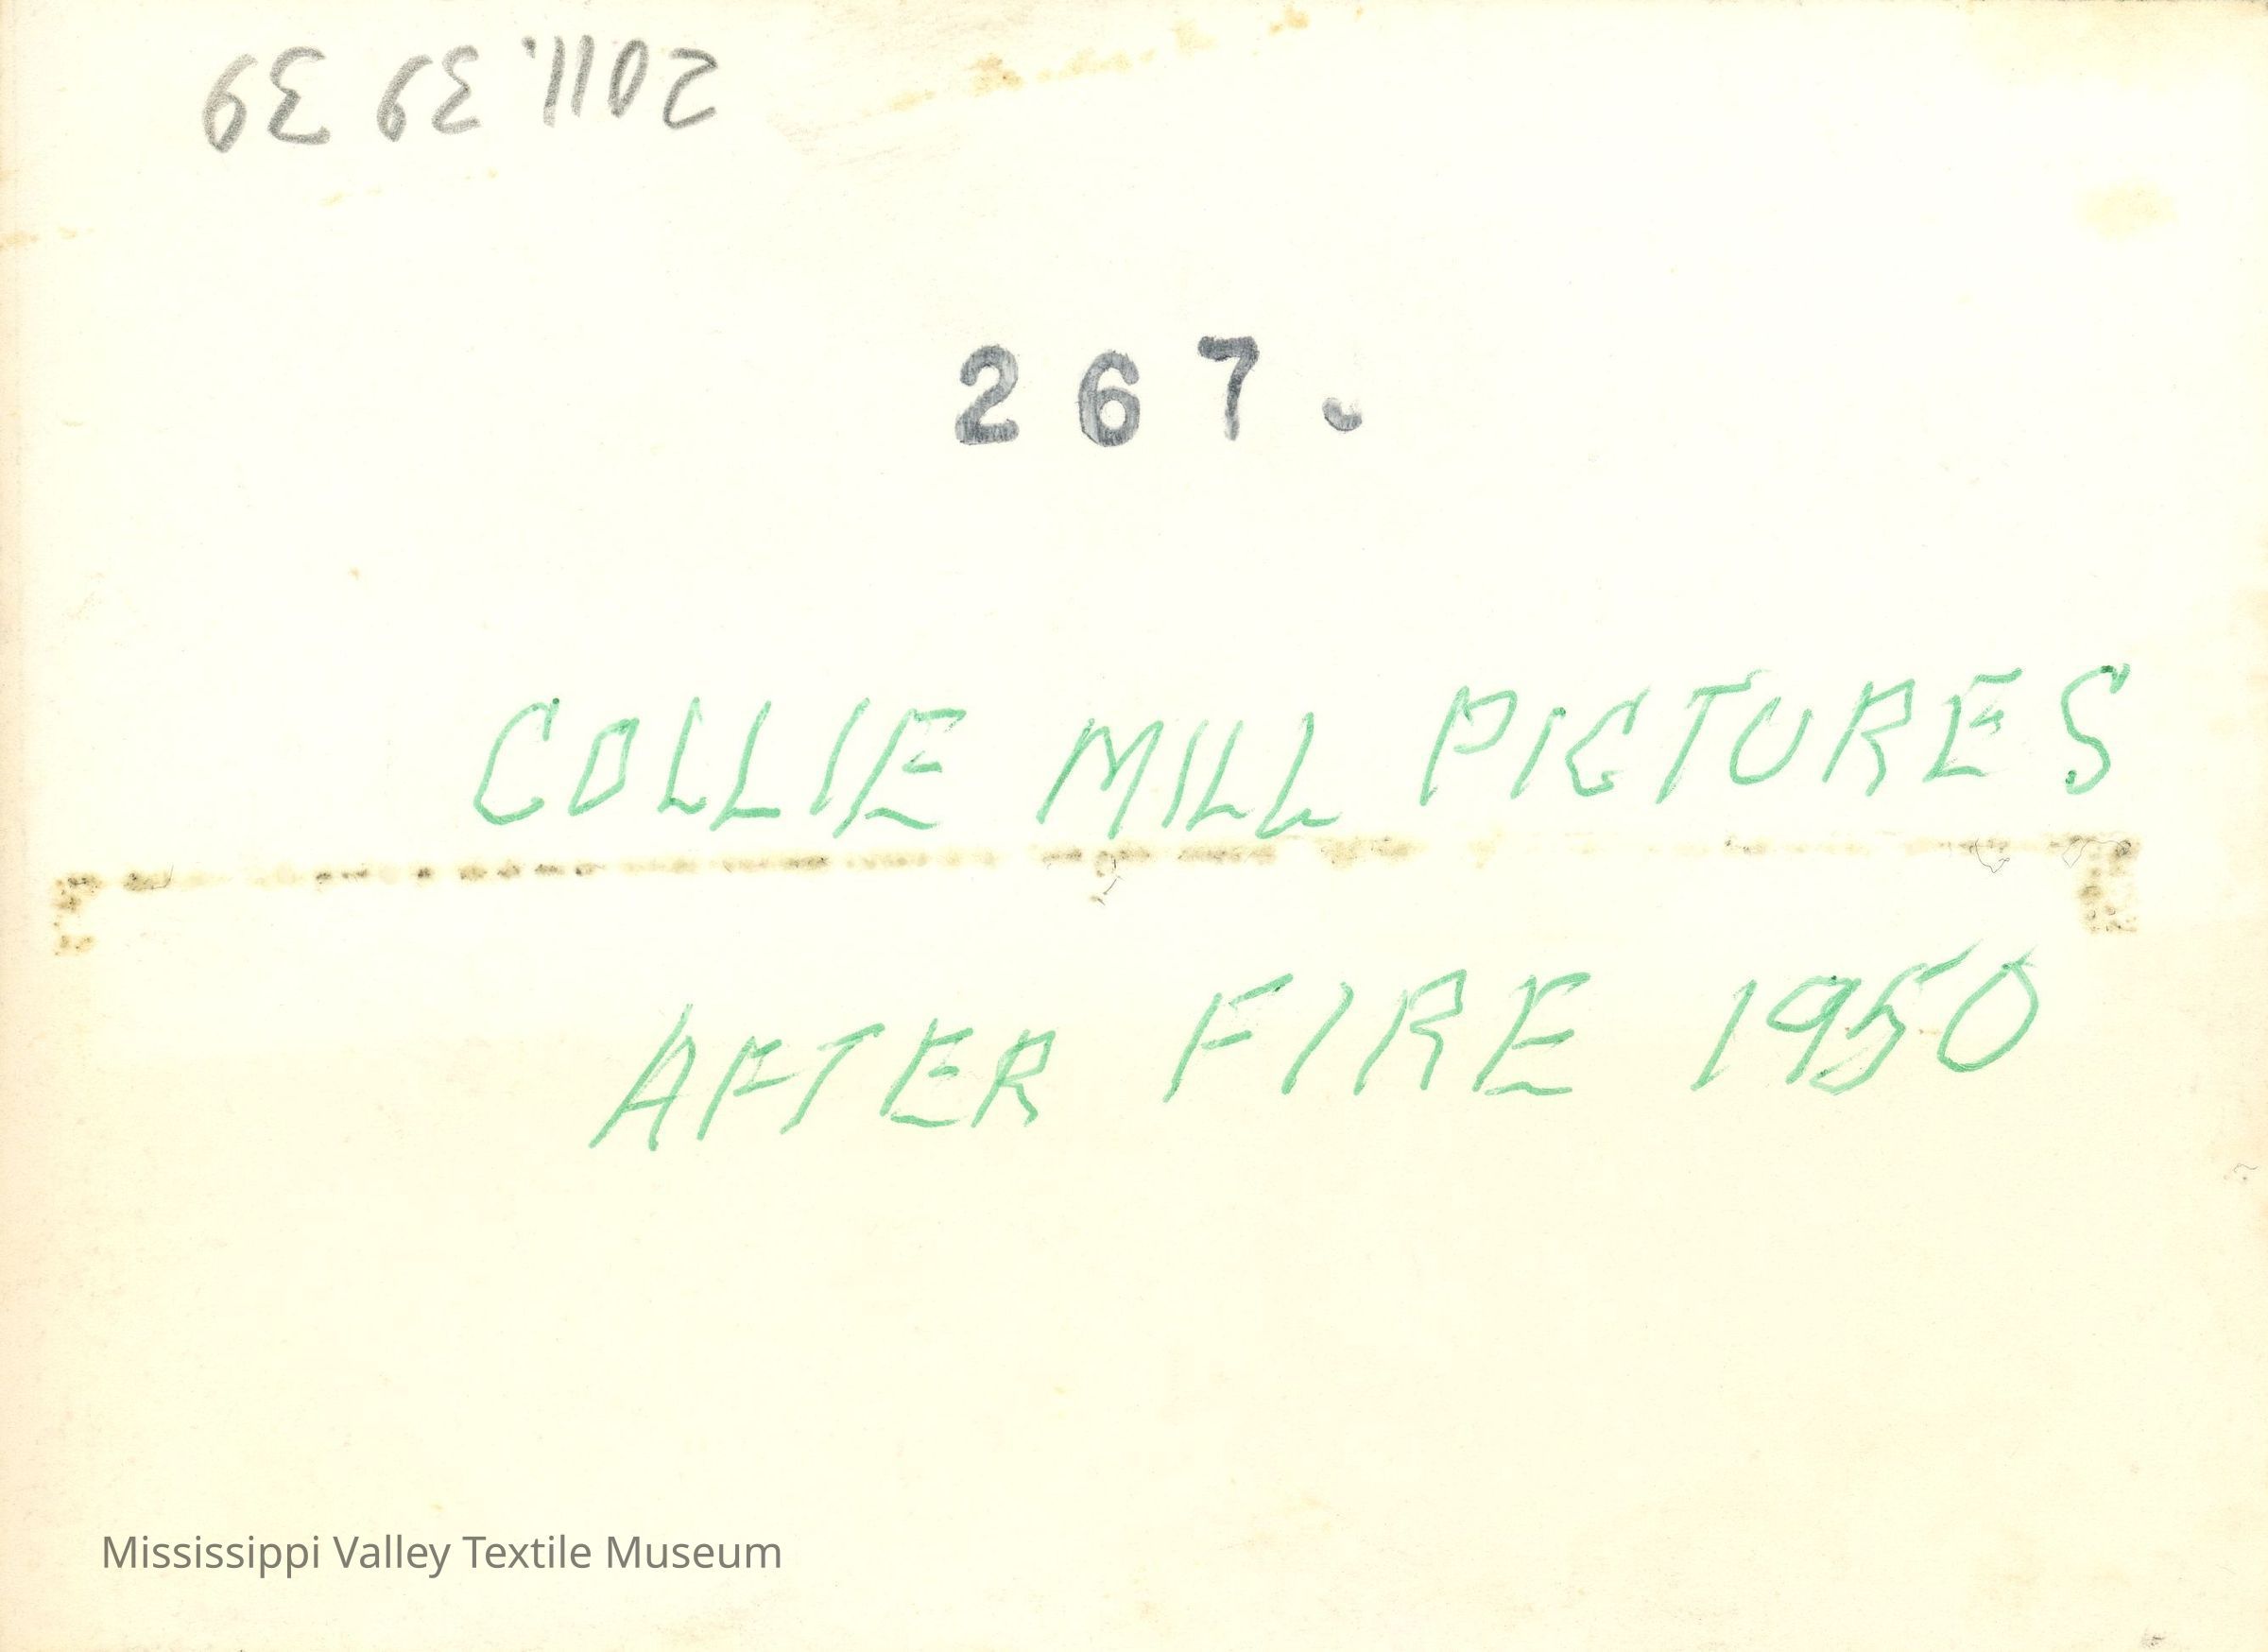 2011.39 39
267.
COLLIE MILL PICTURES
AFTER FIRE 1950
Mississippi Valley Textile Museum